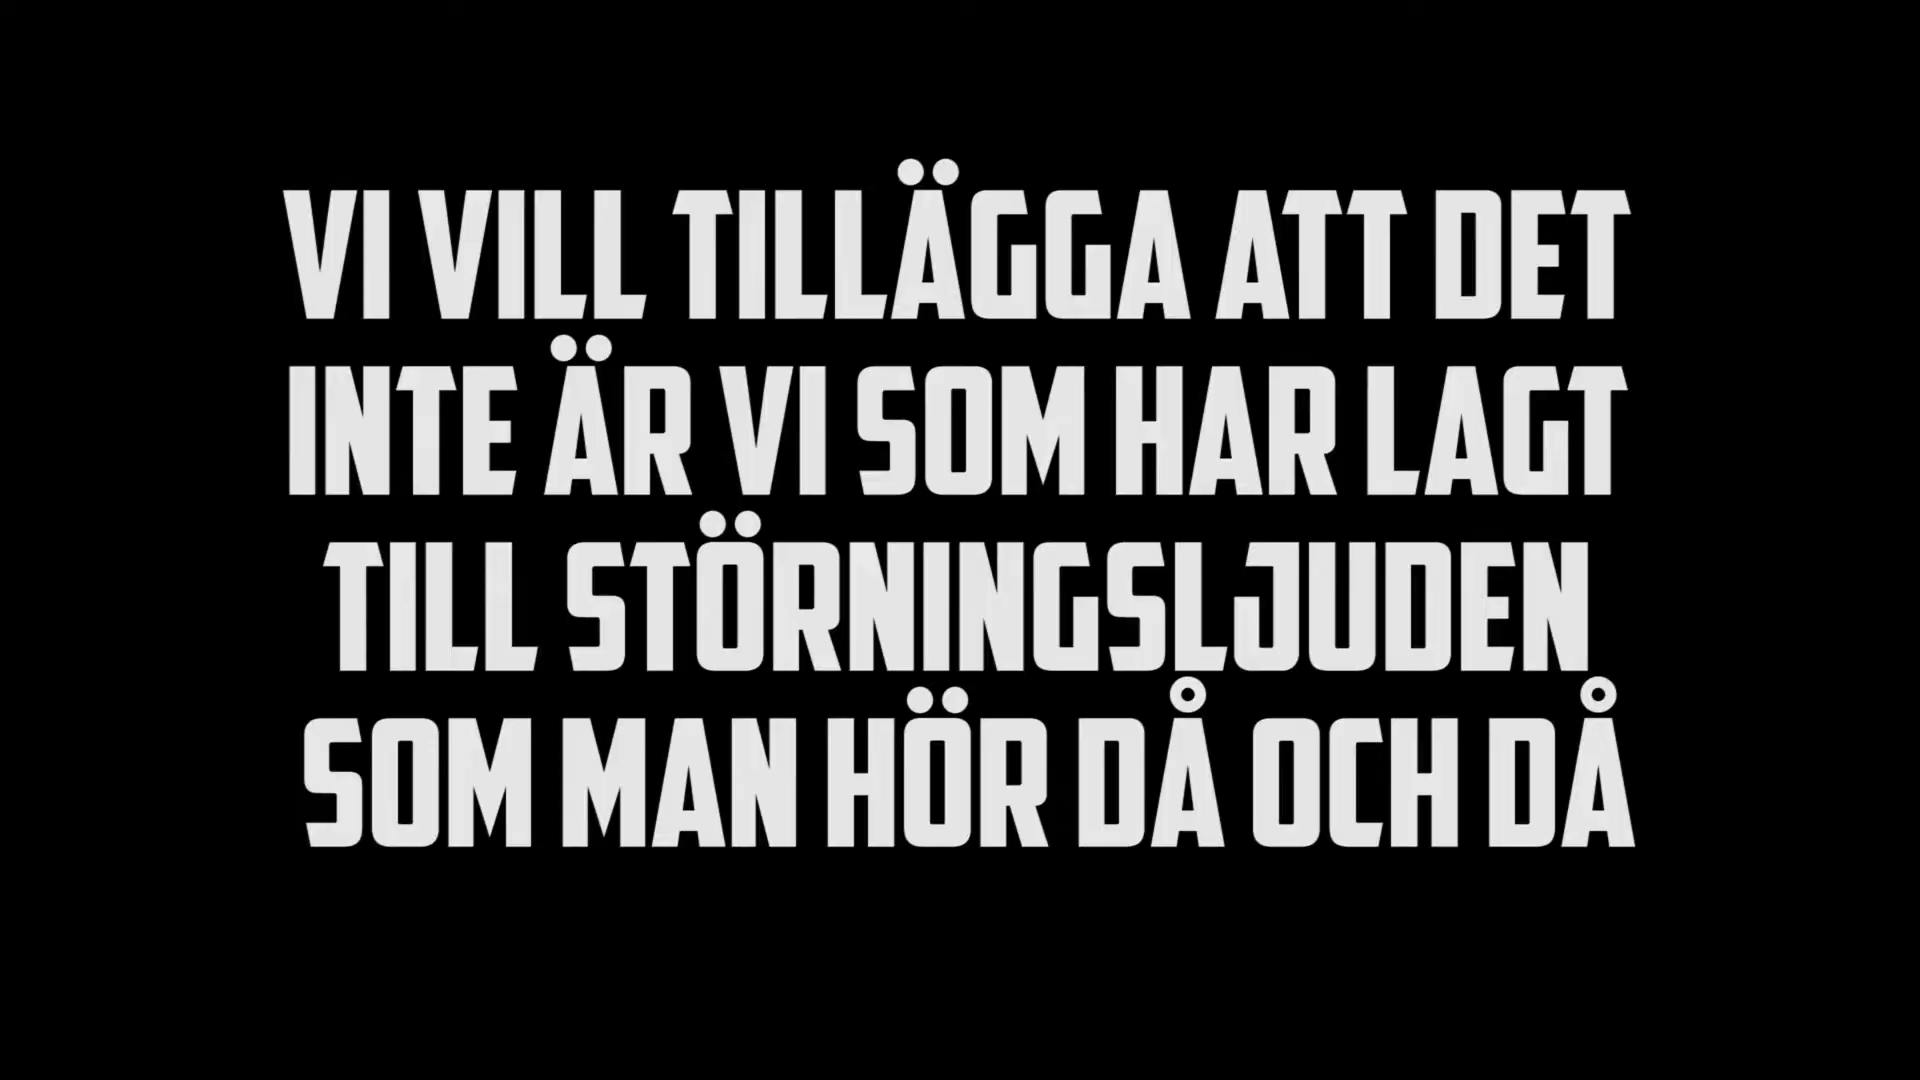 VI VILL TILLÄGGA ATT DET
INTE ÄR VI SOM HAR LAGT
TILL STÖRNINGSLJUDEN
SOM MAN HÖR DÅ OCH DÅ